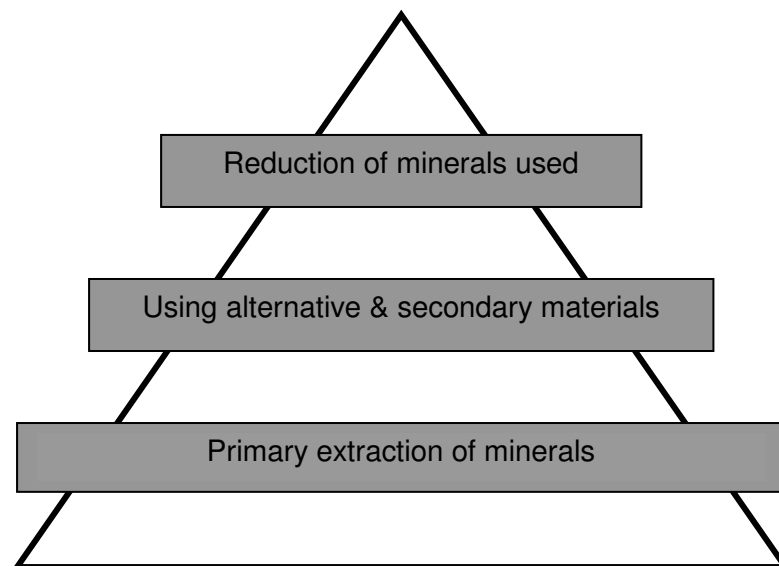 Reduction of minerals used
Using alternative & secondary materials
Primary extraction of minerals